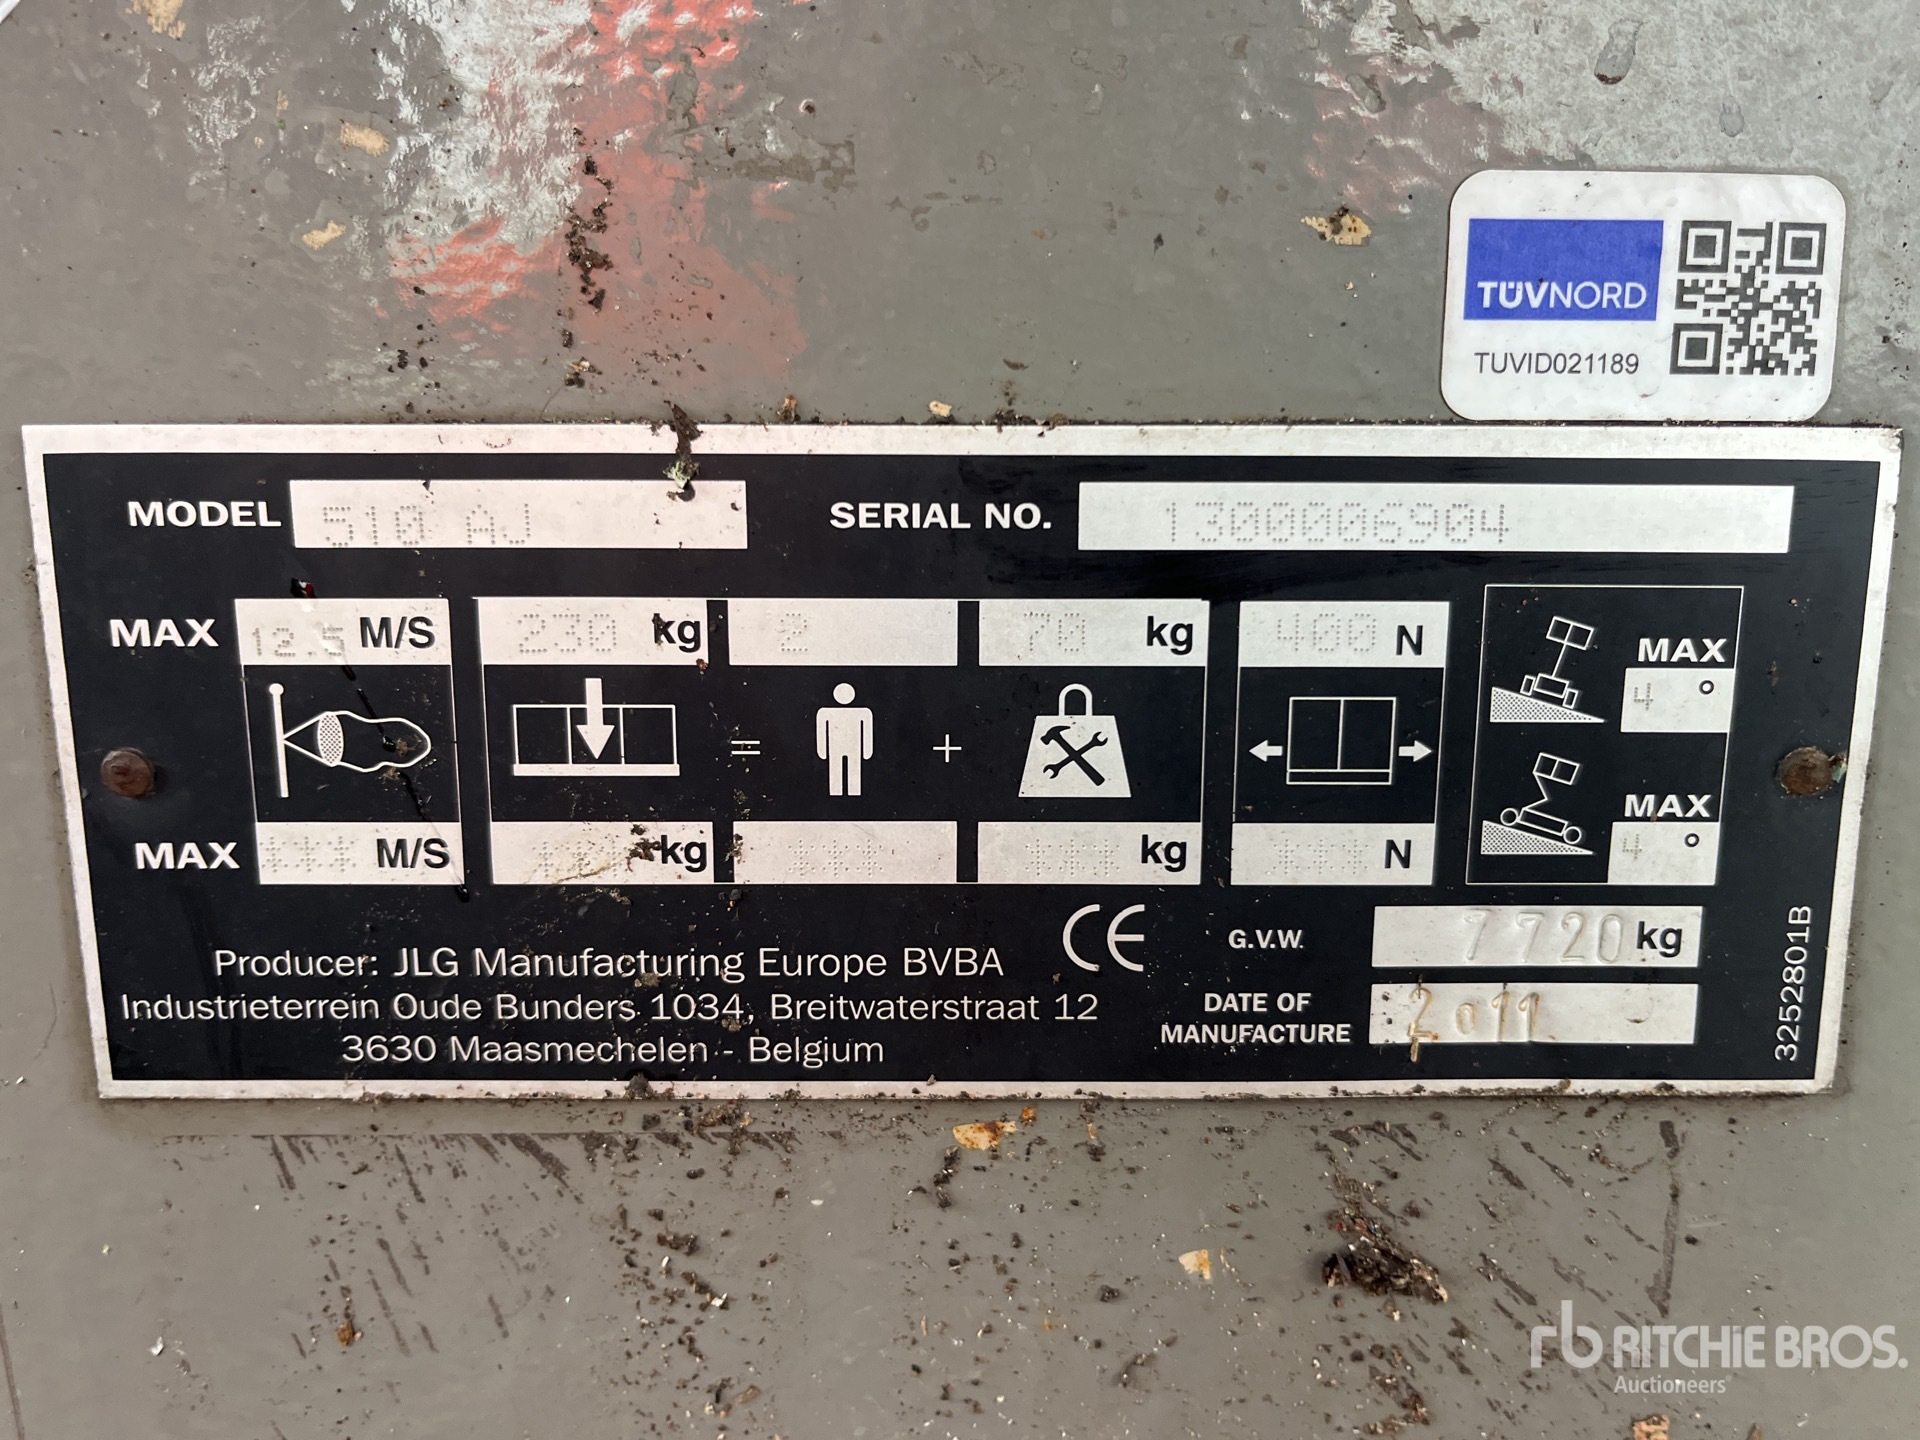 TÜVNORD
TUVID021189
MODEL 510 AJ SERIAL NO. 1300006904
MAX 12.5 M/S 230 kg 2 70 kg 400 N
MAX 4 °
= +
MAX 4 °
MAX *** M/S *** kg *** *** kg *** N
CE G.V.W. 7720 kg
Producer: JLG Manufacturing Europe BVBA
Industrieterrein Oude Bunders 1034, Breitwaterstraat 12
3630 Maasmechelen - Belgium
DATE OF
MANUFACTURE 2011
3252801B
rb RITCHIE BROS.
Auctioneers